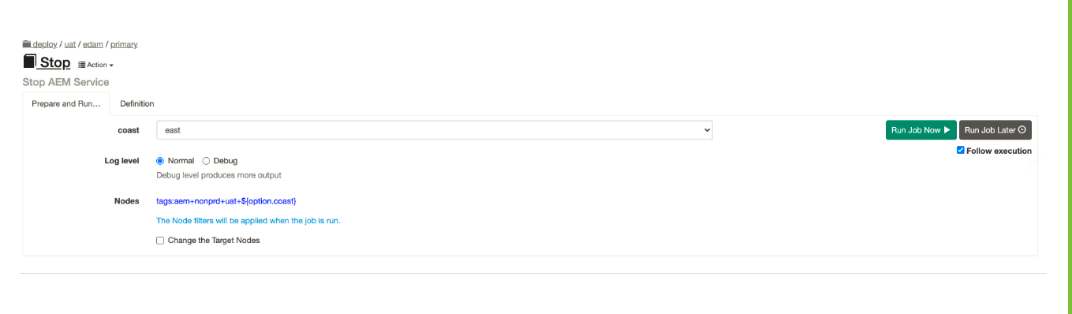 deploy / uat / edam / primary
Stop Action
Stop AEM Service
Prepare and Run... Definition
coast east Run Job Now Run Job Later
Follow execution
Log level Normal Debug
Debug level produces more output
Nodes tags:aem+nonprd+uat+${option.coast}
The Node filters will be applied when the job is run.
Change the Target Nodes